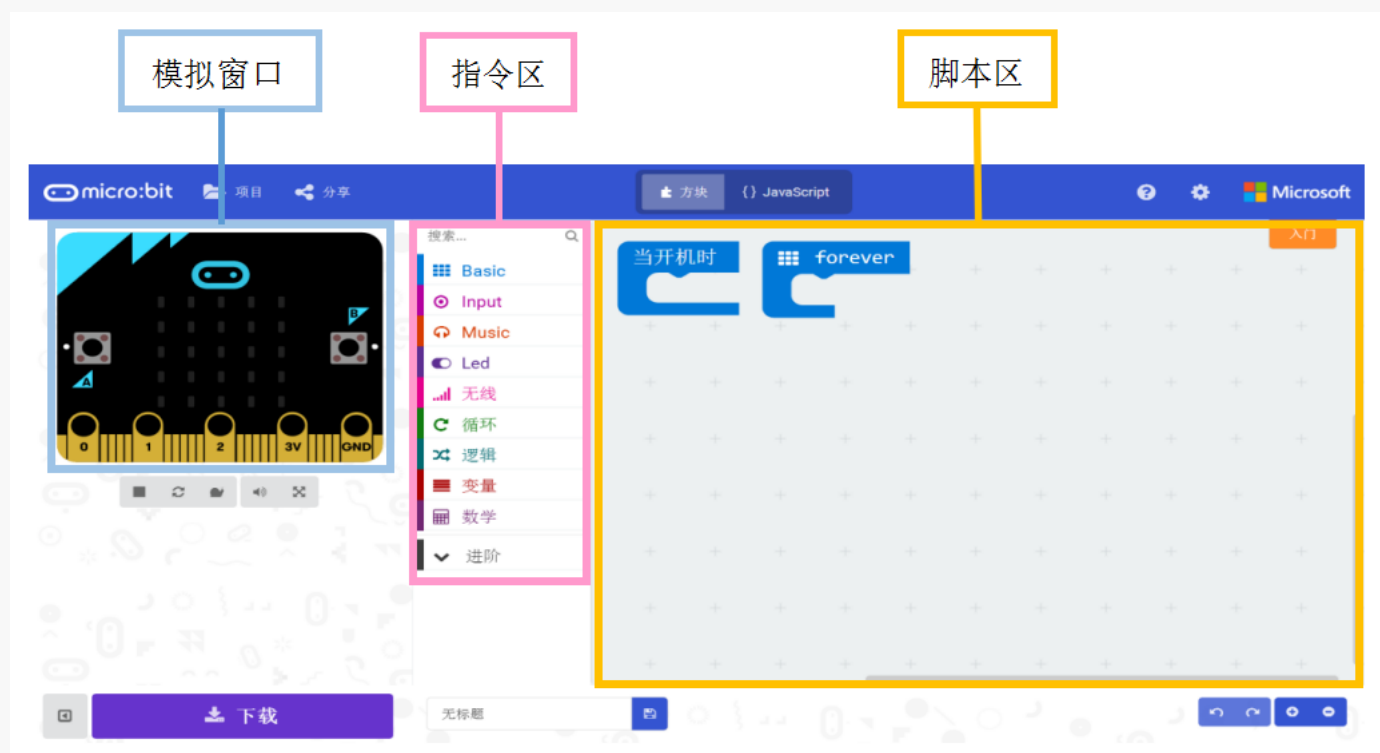 模拟窗口
指令区
脚本区
micro:bit 项目 分享 方块 {} JavaScript Microsoft
搜索...
入门
当开机时
forever
Basic
Input
Music
Led
无线
循环
逻辑
变量
数学
进阶
B
A
0 1 2 3V GND
下载
无标题